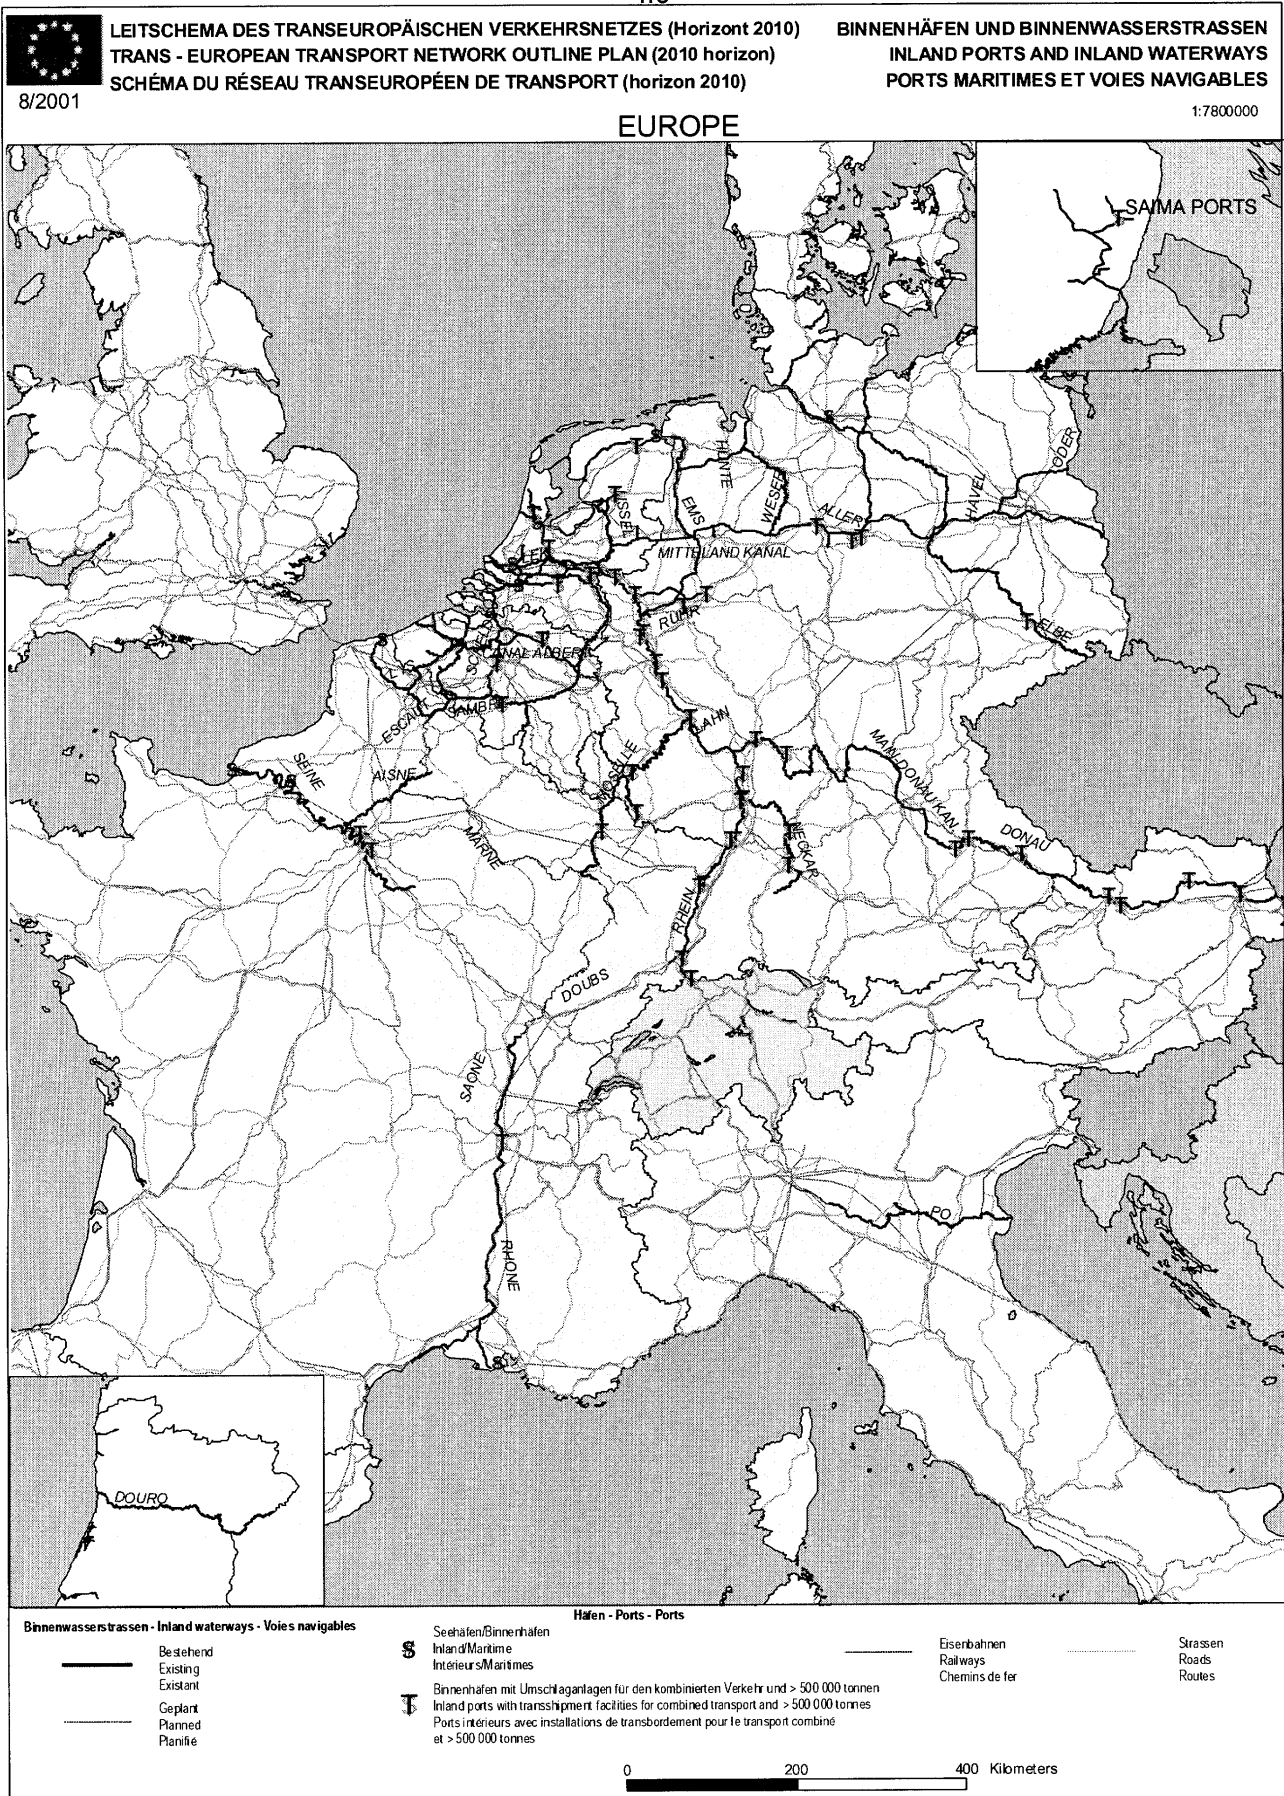 LEITSCHEMA DES TRANSEUROPÄISCHEN VERKEHRSNETZES (Horizont 2010)
TRANS - EUROPEAN TRANSPORT NETWORK OUTLINE PLAN (2010 horizon)
SCHÉMA DU RÉSEAU TRANSEUROPÉEN DE TRANSPORT (horizon 2010)
8/2001
BINNENHÄFEN UND BINNENWASSERSTRASSEN
INLAND PORTS AND INLAND WATERWAYS
PORTS MARITIMES ET VOIES NAVIGABLES
1:7800000
EUROPE
SAIMA PORTS
ODER
HUNTE
HAVEL
WESER
EMS
ALLER
IJSSEL
LEK
MITTELLAND KANAL
RUHR
ELBE
CANAL ALBERT
SAMBRE
ESCAUT
LAHN
SEINE
AISNE
MOSELLE
MAIN-DONAU KAN.
MARNE
NECKAR
DONAU
RHEIN
DOUBS
SAONE
PO
RHONE
DOURO
Binnenwasserstrassen - Inland waterways - Voies navigables
Bestehend
Existing
Existant
Geplant
Planned
Planifié
Häfen - Ports - Ports
S
Seehäfen/Binnenhäfen
Inland/Maritime
Intérieurs/Maritimes
T
Binnenhäfen mit Umschlaganlagen für den kombinierten Verkehr und > 500 000 tonnen
Inland ports with transshipment facilities for combined transport and > 500 000 tonnes
Ports intérieurs avec installations de transbordement pour le transport combiné
et > 500 000 tonnes
Eisenbahnen
Railways
Chemins de fer
Strassen
Roads
Routes
0 200 400 Kilometers